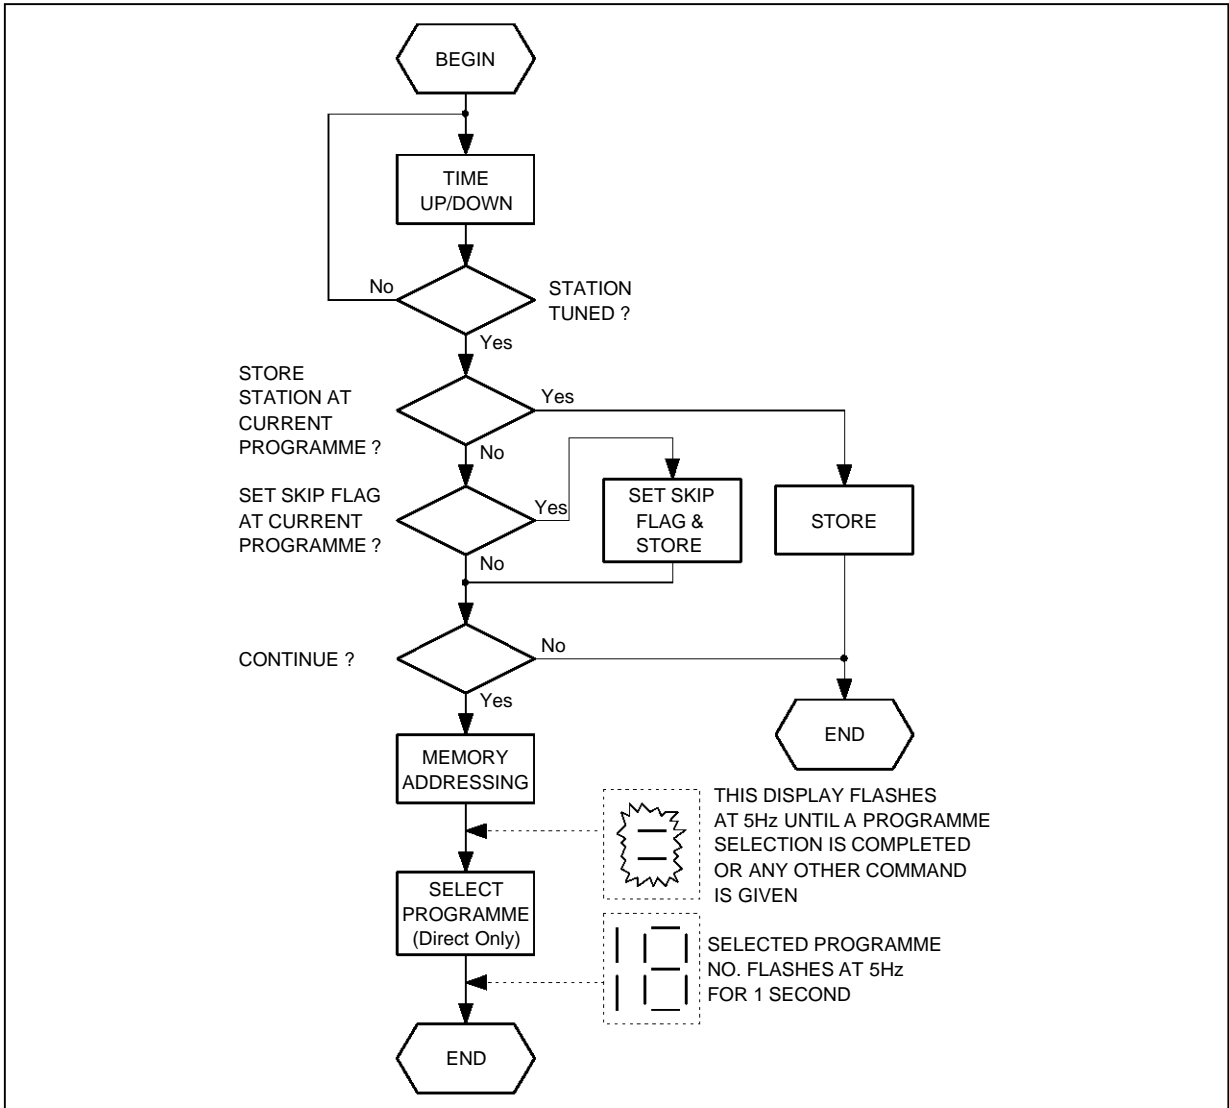 BEGIN
TIME
UP/DOWN
No
STATION
TUNED ?
Yes
STORE
STATION AT
CURRENT
PROGRAMME ?
Yes
No
SET SKIP FLAG
AT CURRENT
PROGRAMME ?
Yes
SET SKIP
FLAG &
STORE
STORE
No
CONTINUE ?
No
Yes
END
MEMORY
ADDRESSING
THIS DISPLAY FLASHES
AT 5Hz UNTIL A PROGRAMME
SELECTION IS COMPLETED
OR ANY OTHER COMMAND
IS GIVEN
SELECT
PROGRAMME
(Direct Only)
18
SELECTED PROGRAMME
NO. FLASHES AT 5Hz
FOR 1 SECOND
END